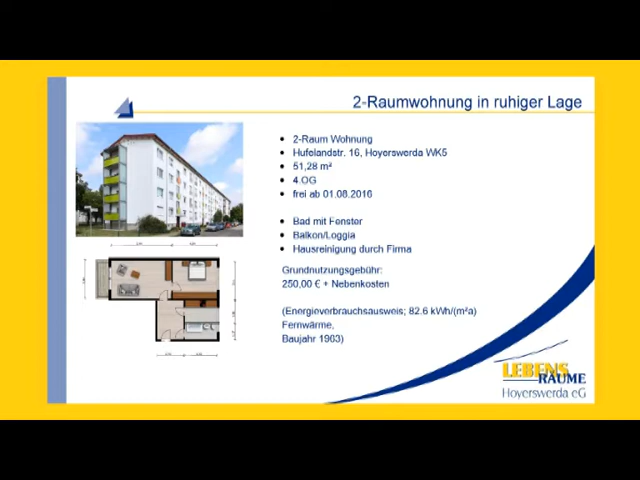 2-Raumwohnung in ruhiger Lage
• 2-Raum Wohnung
• Hufelandstr. 16, Hoyerswerda WK5
• 51,28 m²
• 4.OG
• frei ab 01.08.2016
• Bad mit Fenster
• Balkon/Loggia
• Hausreinigung durch Firma
Grundnutzungsgebühr:
250,00 € + Nebenkosten
(Energieverbrauchsausweis; 82.6 kWh/(m²a)
Fernwärme,
Baujahr 1963)
LEBENS
RÄUME
Hoyerswerda eG